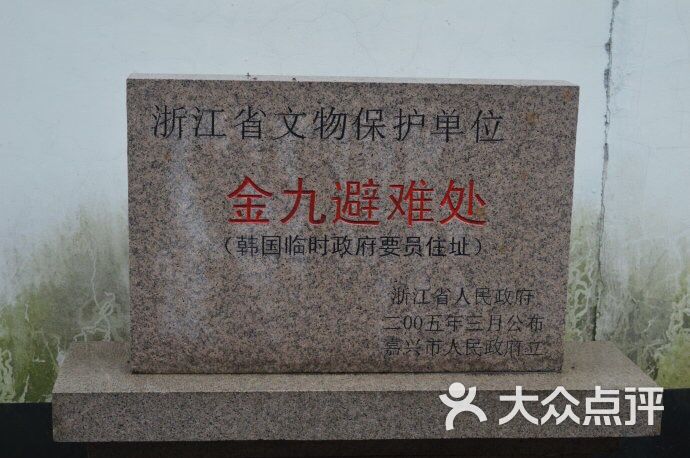 浙江省文物保护单位
金九避难处
（韩国临时政府要员住址）
浙江省人民政府
二00五年三月公布
嘉兴市人民政府立
大众点评